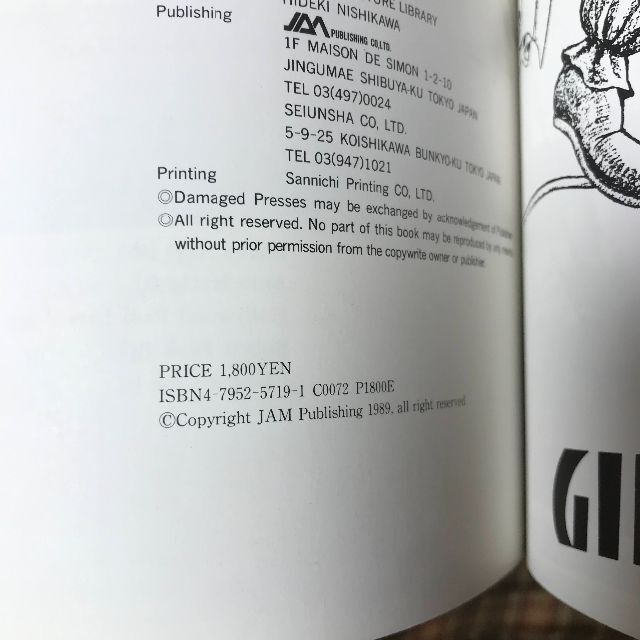 HIDEKI NISHIKAWA LIBRARY
Publishing
JAM PUBLISHING CO.LTD.
1F MAISON DE SIMON 1-2-10
JINGUMAE SHIBUYA-KU TOKYO JAPAN
TEL 03(497)0024
SEIUNSHA CO, LTD.
5-9-25 KOISHIKAWA BUNKYO-KU TOKYO JAPAN
TEL 03(947)1021
Printing Sannichi Printing CO, LTD.
◎Damaged Presses may be exchanged by acknowledgement of
◎All right reserved. No part of this book may be reproduced by any
without prior permission from the copywrite owner or publisher.
PRICE 1,800YEN
ISBN4-7952-5719-1 C0072 P1800E
©Copyright JAM Publishing 1989, all right reserved